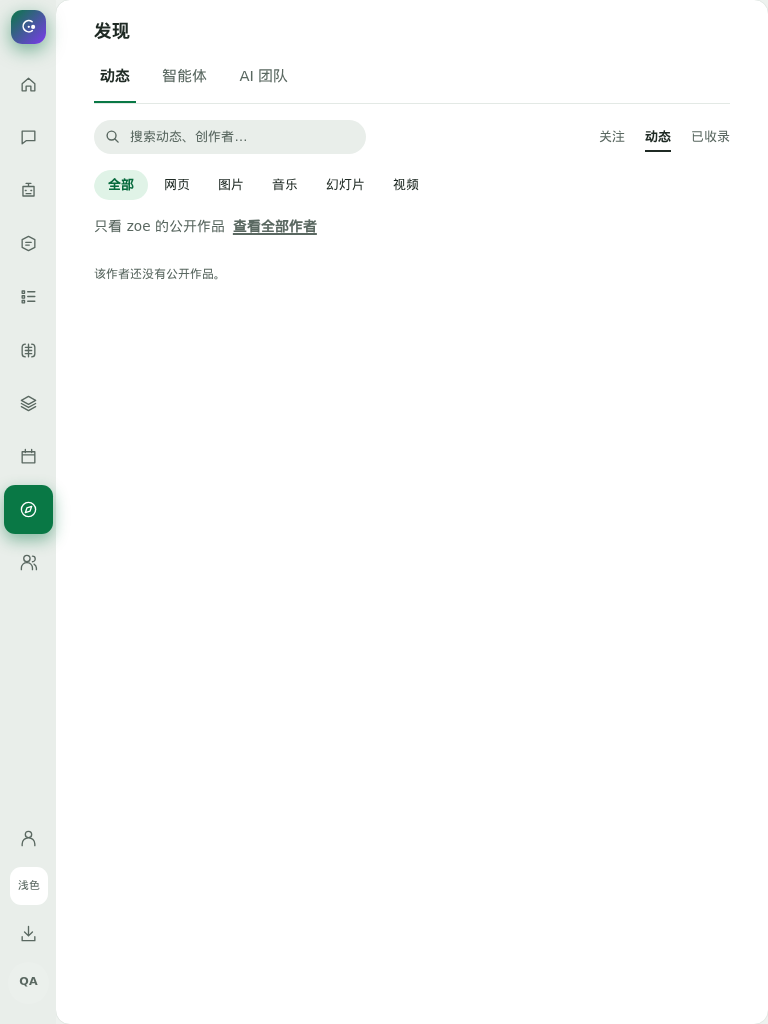 发现
动态 智能体 AI 团队
搜索动态、创作者…
关注 动态 已收录
全部 网页 图片 音乐 幻灯片 视频
只看 zoe 的公开作品 查看全部作者
该作者还没有公开作品。
浅色
QA